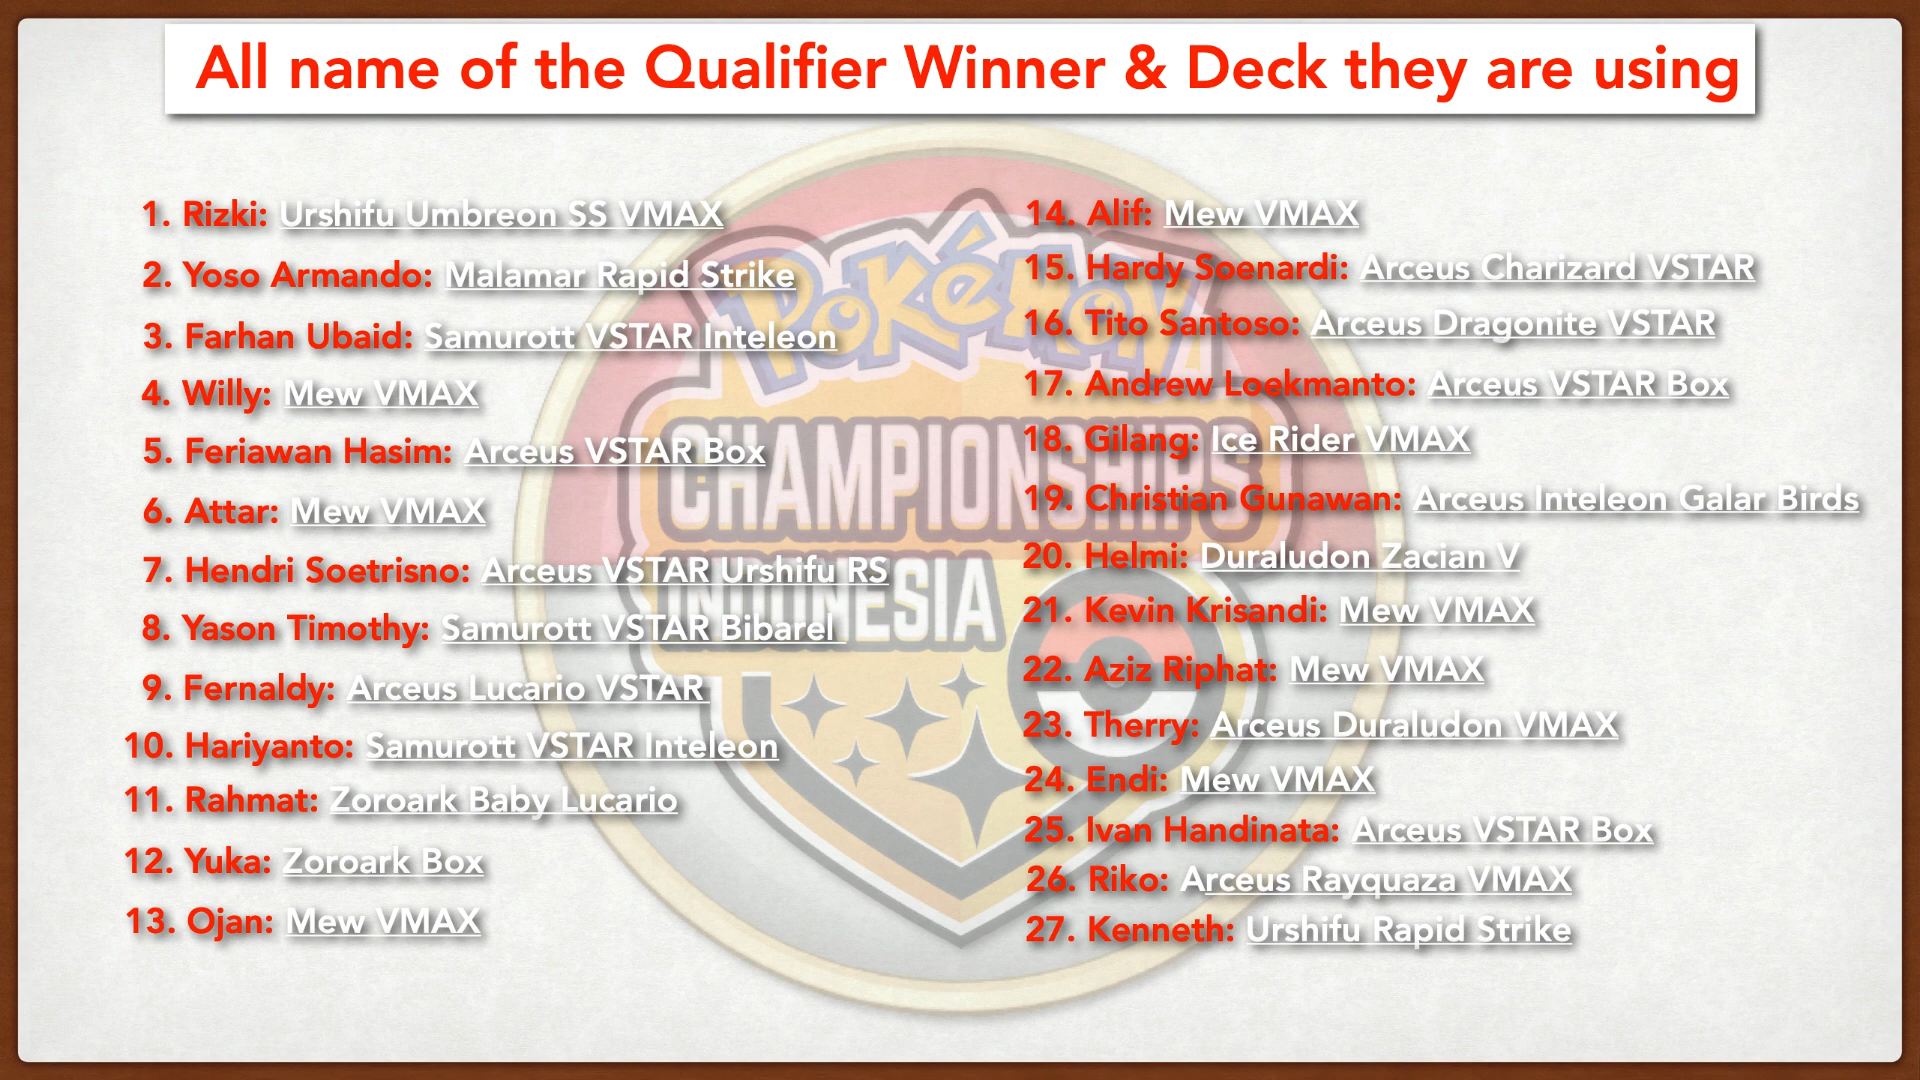 All name of the Qualifier Winner & Deck they are using
POKéMON
CHAMPIONSHIPS
INDONESIA
1. Rizki: Urshifu Umbreon SS VMAX
2. Yoso Armando: Malamar Rapid Strike
3. Farhan Ubaid: Samurott VSTAR Inteleon
4. Willy: Mew VMAX
5. Feriawan Hasim: Arceus VSTAR Box
6. Attar: Mew VMAX
7. Hendri Soetrisno: Arceus VSTAR Urshifu RS
8. Yason Timothy: Samurott VSTAR Bibarel
9. Fernaldy: Arceus Lucario VSTAR
10. Hariyanto: Samurott VSTAR Inteleon
11. Rahmat: Zoroark Baby Lucario
12. Yuka: Zoroark Box
13. Ojan: Mew VMAX
14. Alif: Mew VMAX
15. Hardy Soenardi: Arceus Charizard VSTAR
16. Tito Santoso: Arceus Dragonite VSTAR
17. Andrew Loekmanto: Arceus VSTAR Box
18. Gilang: Ice Rider VMAX
19. Christian Gunawan: Arceus Inteleon Galar Birds
20. Helmi: Duraludon Zacian V
21. Kevin Krisandi: Mew VMAX
22. Aziz Riphat: Mew VMAX
23. Therry: Arceus Duraludon VMAX
24. Endi: Mew VMAX
25. Ivan Handinata: Arceus VSTAR Box
26. Riko: Arceus Rayquaza VMAX
27. Kenneth: Urshifu Rapid Strike